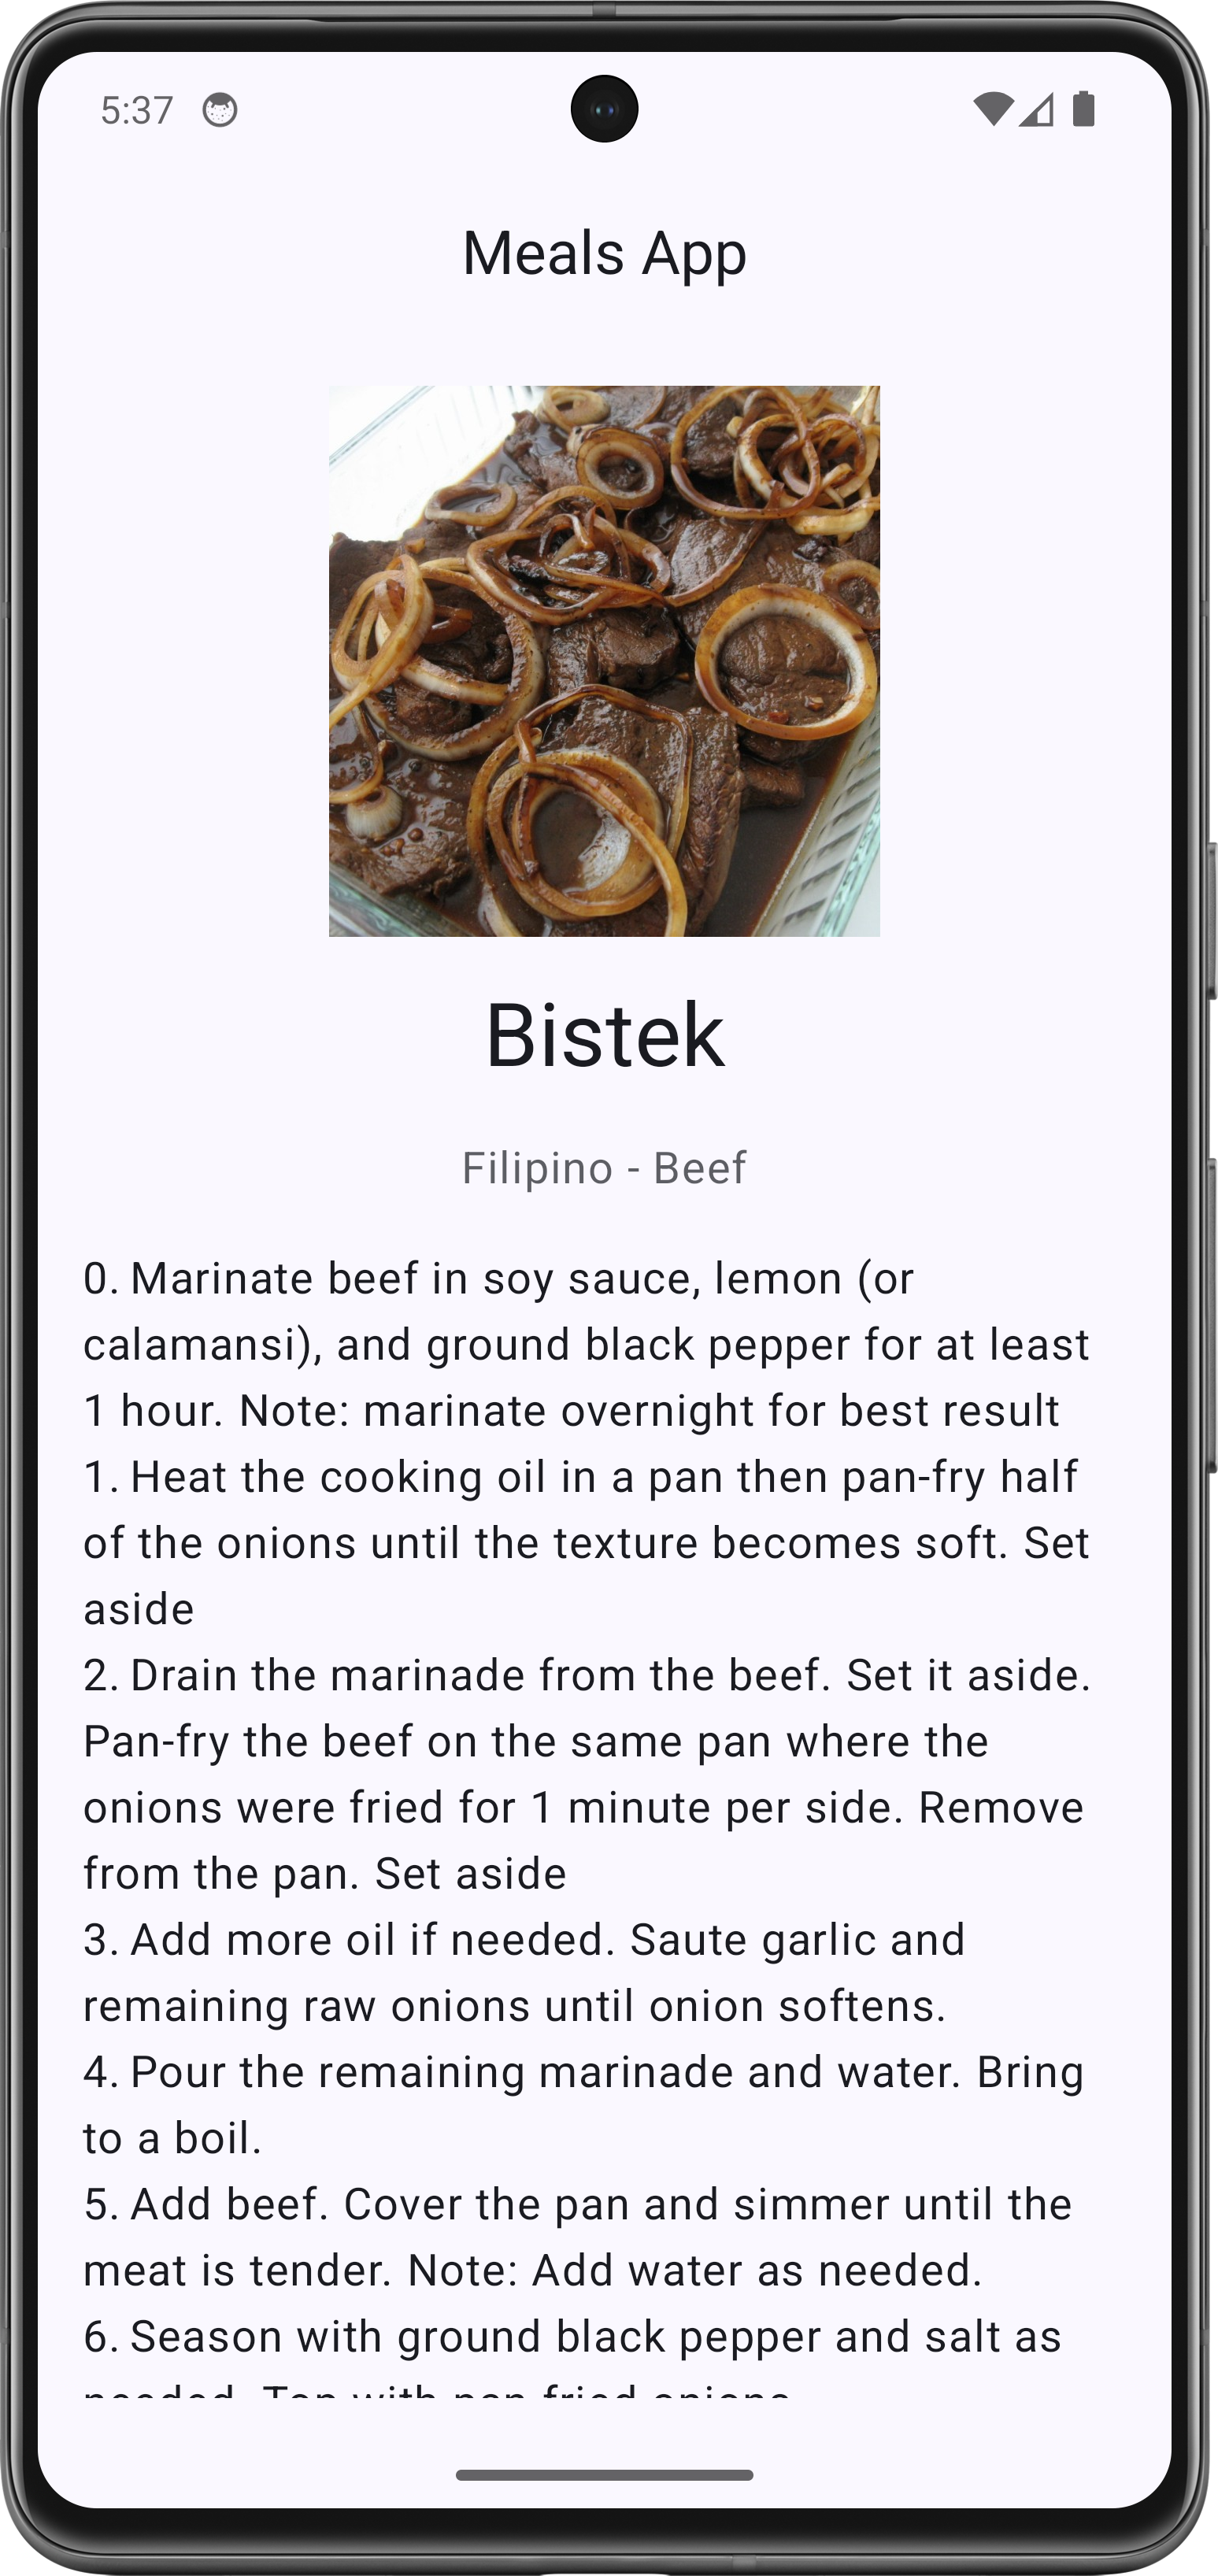 5:37
Meals App
Bistek
Filipino - Beef
0. Marinate beef in soy sauce, lemon (or
calamansi), and ground black pepper for at least
1 hour. Note: marinate overnight for best result
1. Heat the cooking oil in a pan then pan-fry half
of the onions until the texture becomes soft. Set
aside
2. Drain the marinade from the beef. Set it aside.
Pan-fry the beef on the same pan where the
onions were fried for 1 minute per side. Remove
from the pan. Set aside
3. Add more oil if needed. Saute garlic and
remaining raw onions until onion softens.
4. Pour the remaining marinade and water. Bring
to a boil.
5. Add beef. Cover the pan and simmer until the
meat is tender. Note: Add water as needed.
6. Season with ground black pepper and salt as
needed. Top with pan fried onions